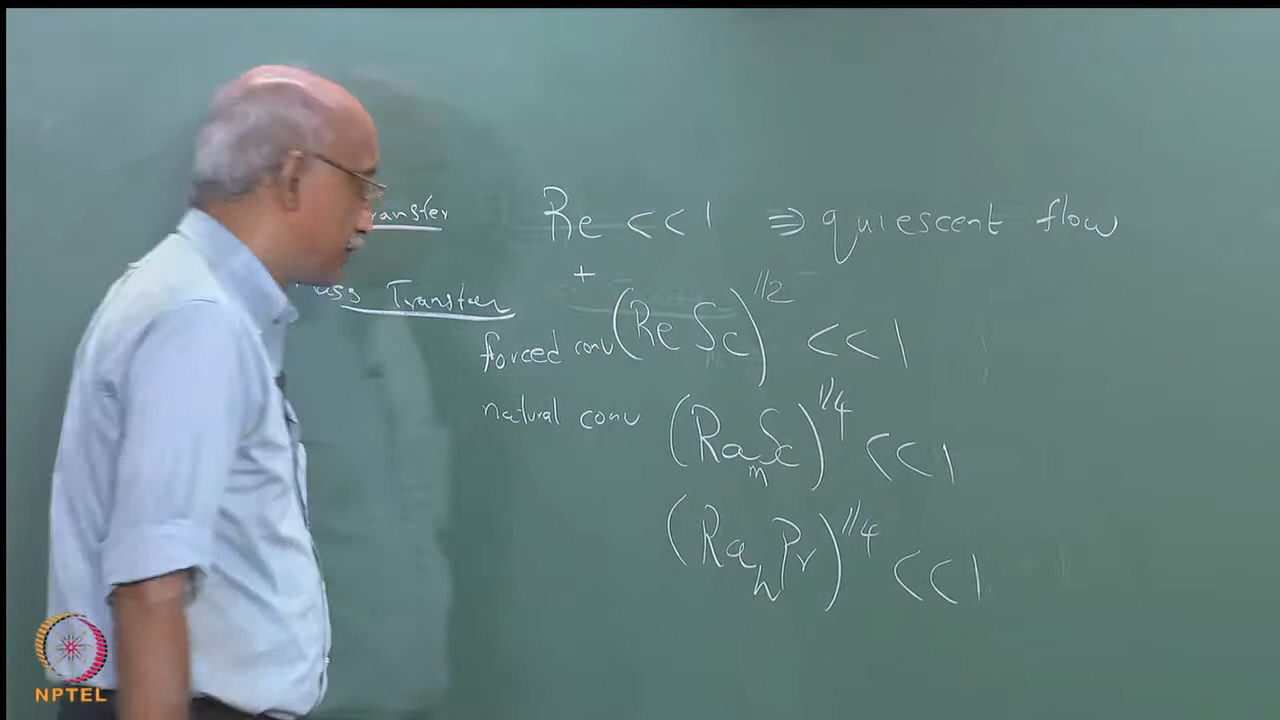 Transfer Re << 1 ⇒ quiescent flow
+
Transfer
forced conv (Re Sc)^1/2 << 1
natural conv (Ra_m Sc)^1/4 << 1
(Ra_h Pr)^1/4 << 1
NPTEL